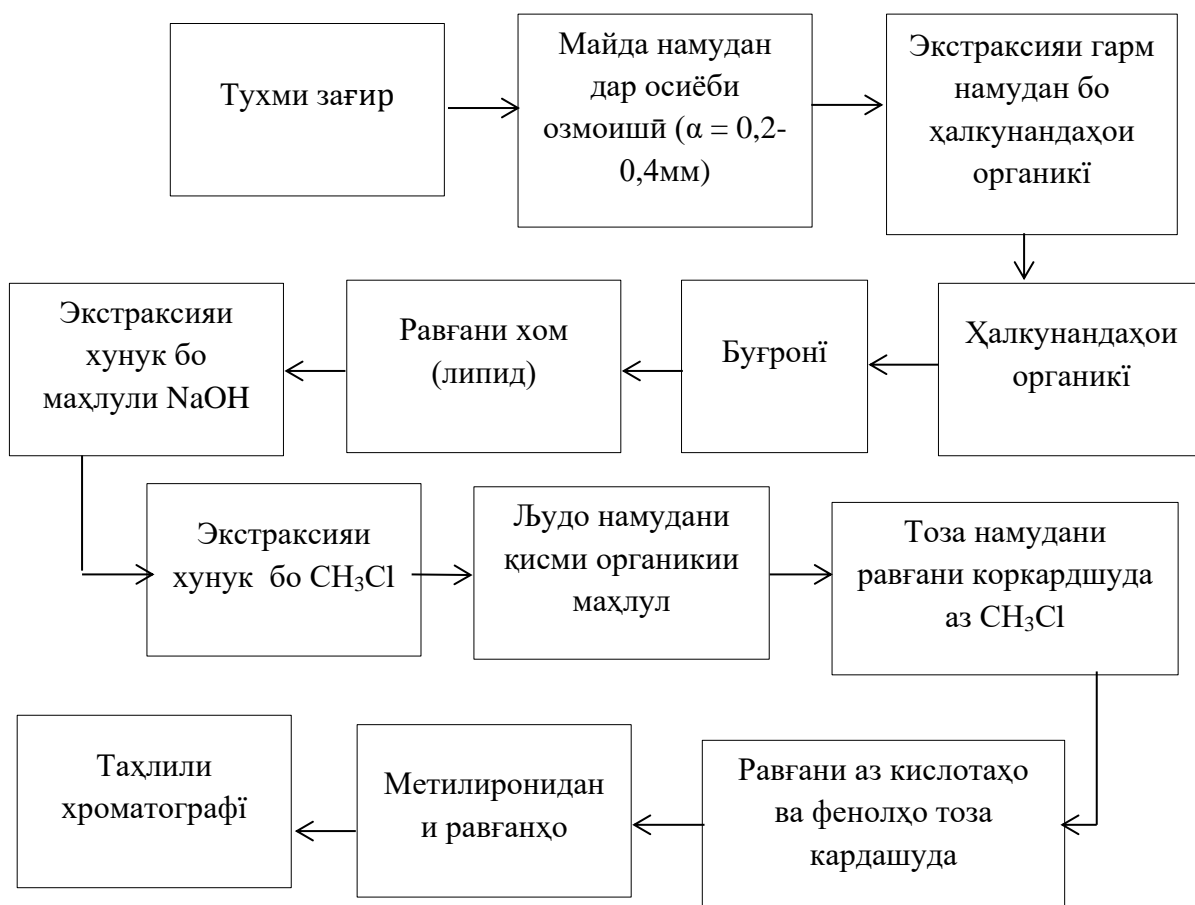 Тухми зағир
Майда намудан
дар осиёби
озмоишӣ (α = 0,2-
0,4мм)
Экстраксияи гарм
намудан бо
ҳалкунандаҳои
органикї
Ҳалкунандаҳои
органикї
Буғронї
Равғани хом
(липид)
Экстраксияи
хунук бо
маҳлули NaOH
Экстраксияи
хунук бо CH₃Cl
Људо намудани
қисми органикии
маҳлул
Тоза намудани
равғани коркардшуда
аз CH₃Cl
Равғани аз кислотаҳо
ва фенолҳо тоза
кардашуда
Метилиронидан
и равғанҳо
Таҳлили
хроматографї